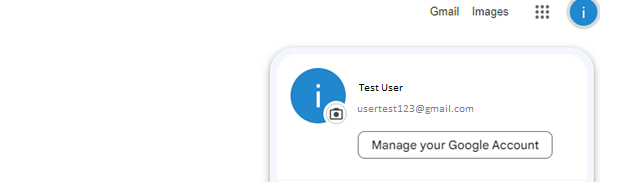 Gmail Images i
i
Test User
usertest123@gmail.com
Manage your Google Account